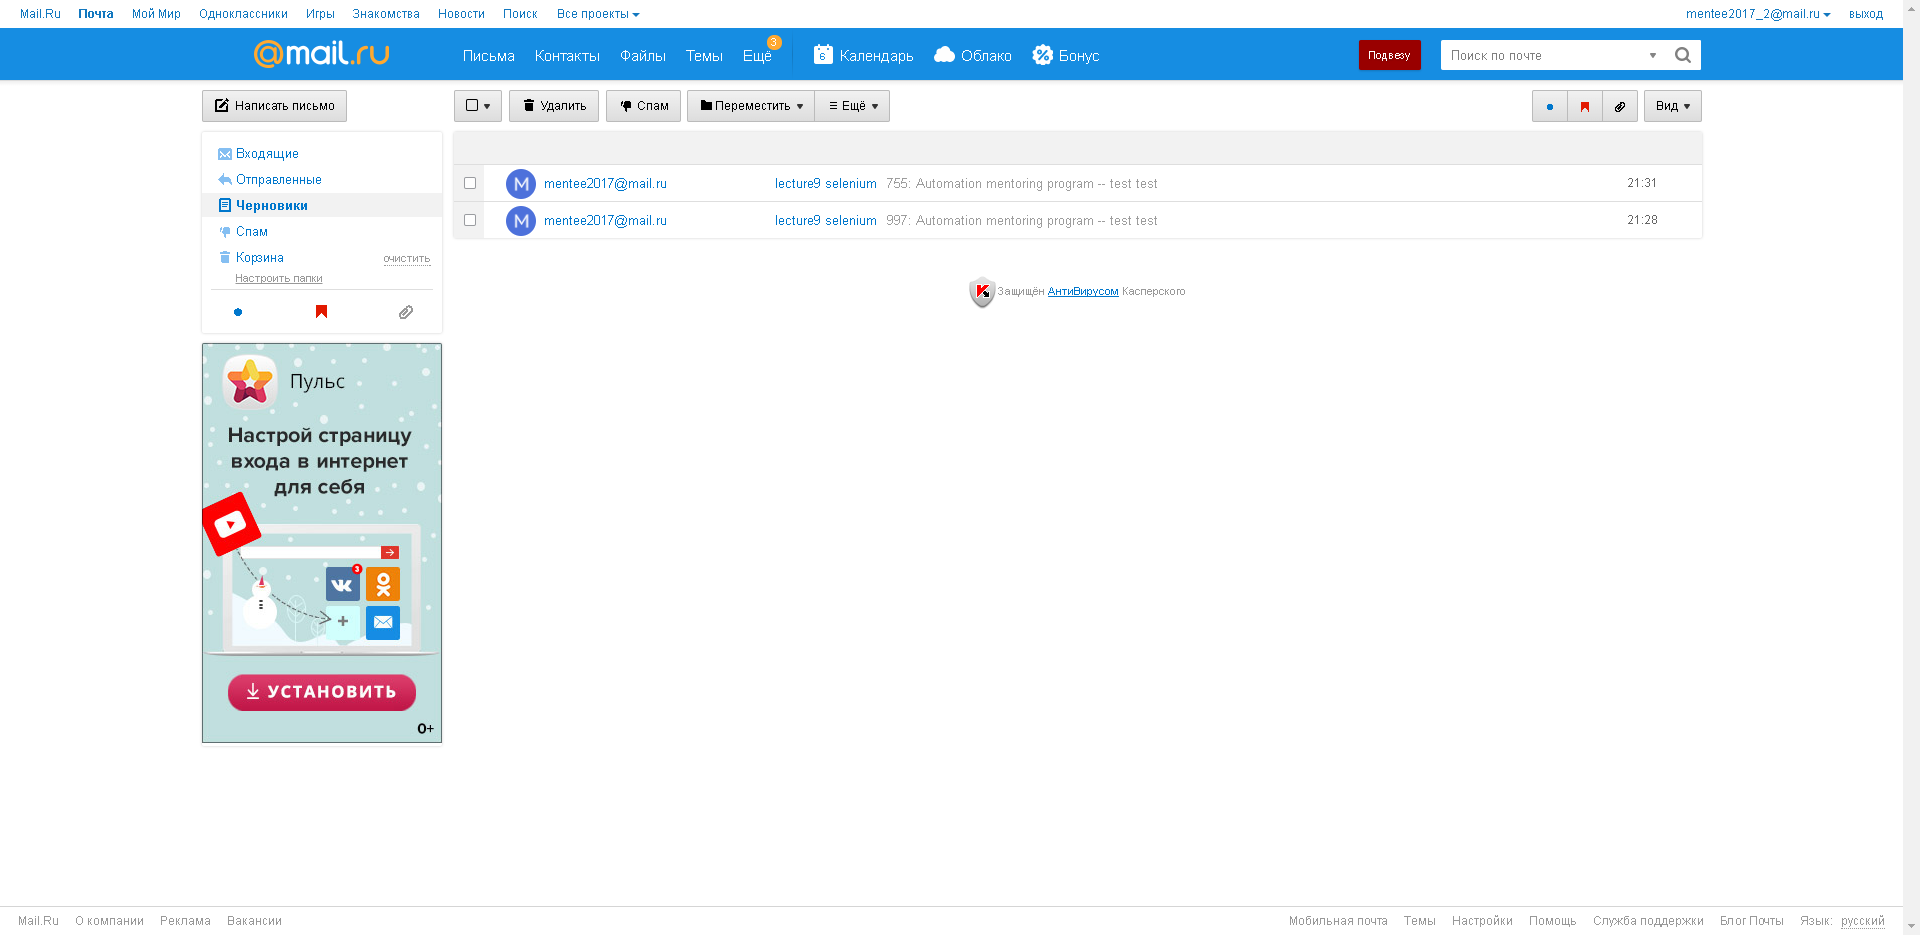 Mail.Ru Почта Мой Мир Одноклассники Игры Знакомства Новости Поиск Все проекты mentee2017_2@mail.ru выход
@mail.ru Письма Контакты Файлы Темы Ещё 3 6 Календарь Облако Бонус Подвезу Поиск по почте
Написать письмо Удалить Спам Переместить Ещё Вид
Входящие
Отправленные
Черновики
Спам
Корзина очистить
Настроить папки
M mentee2017@mail.ru lecture9 selenium 755: Automation mentoring program -- test test 21:31
M mentee2017@mail.ru lecture9 selenium 997: Automation mentoring program -- test test 21:28
Защищён АнтиВирусом Касперского
Пульс
Настрой страницу
входа в интернет
для себя
3
УСТАНОВИТЬ
0+
Mail.Ru О компании Реклама Вакансии Мобильная почта Темы Настройки Помощь Служба поддержки Блог Почты Язык: русский